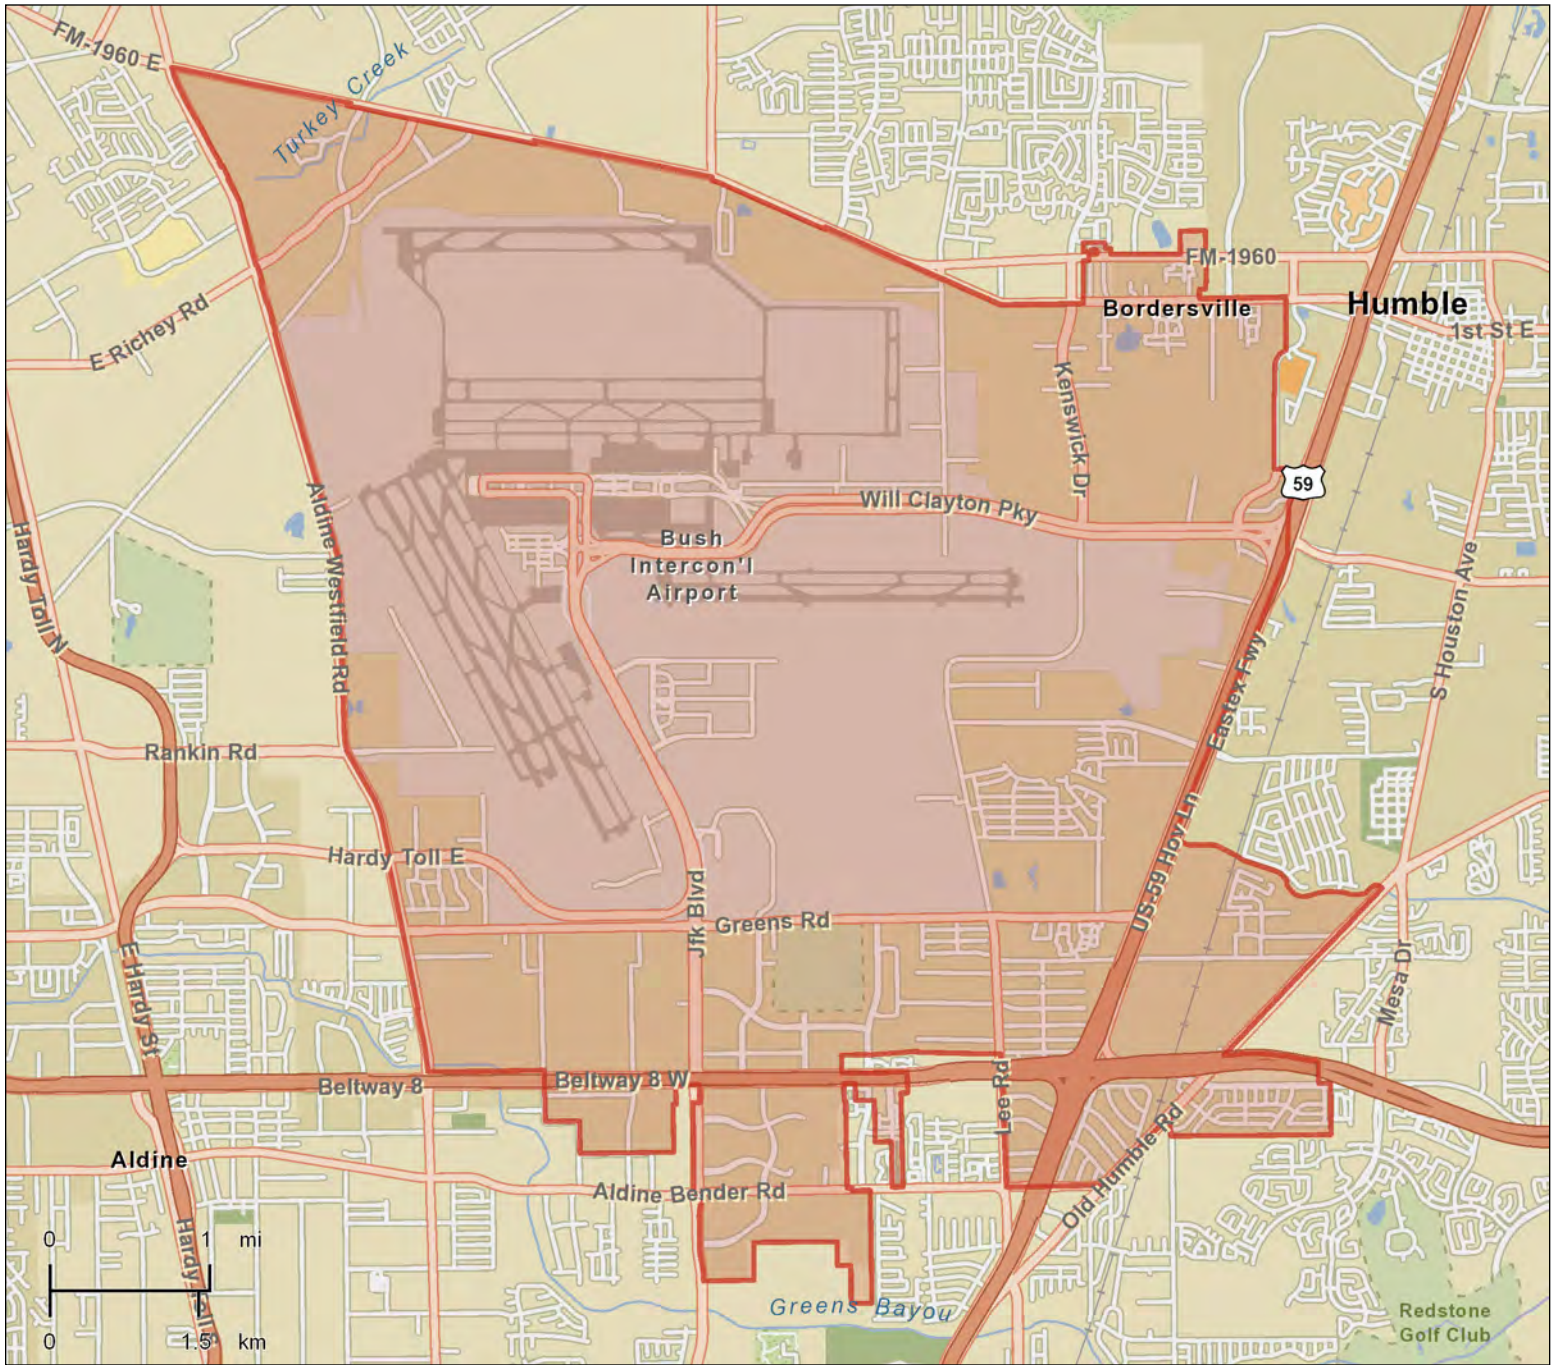 FM-1960 E
Turkey Creek
FM-1960
Bordersville
Humble
1st St E
E Richey Rd
Kenswick Dr
59
Will Clayton Pky
Aldine Westfield Rd
Hardy Toll N
Bush
Intercon'l
Airport
S Houston Ave
Eastex Fwy
Rankin Rd
Hardy Toll E
US-59 Hov Ln
Jfk Blvd
Greens Rd
E Hardy St
Mesa Dr
Beltway 8
Beltway 8 W
Lee Rd
Old Humble Rd
Aldine
Aldine Bender Rd
0 1 mi
0 1.5 km
Greens Bayou
Redstone
Golf Club